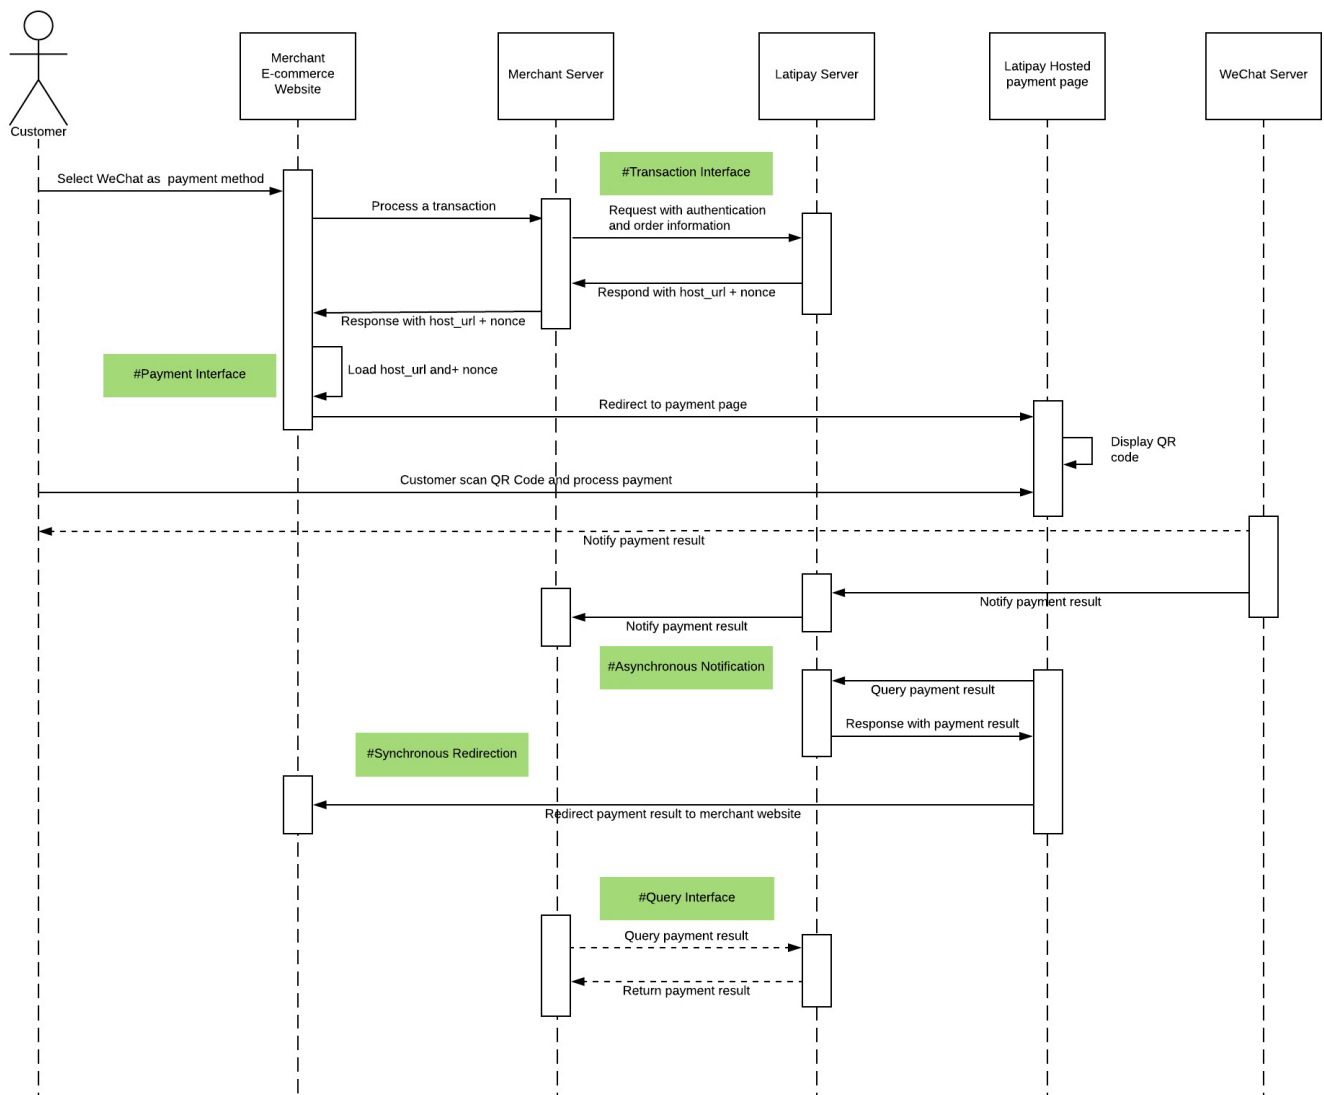 Customer
Merchant
E-commerce
Website
Merchant Server
Latipay Server
Latipay Hosted
payment page
WeChat Server
Select WeChat as  payment method
#Transaction Interface
Process a transaction
Request with authentication
and order information
Respond with host_url + nonce
Response with host_url + nonce
#Payment Interface
Load host_url and+ nonce
Redirect to payment page
Display QR
code
Customer scan QR Code and process payment
Notify payment result
Notify payment result
Notify payment result
#Asynchronous Notification
Query payment result
Response with payment result
#Synchronous Redirection
Redirect payment result to merchant website
#Query Interface
Query payment result
Return payment result